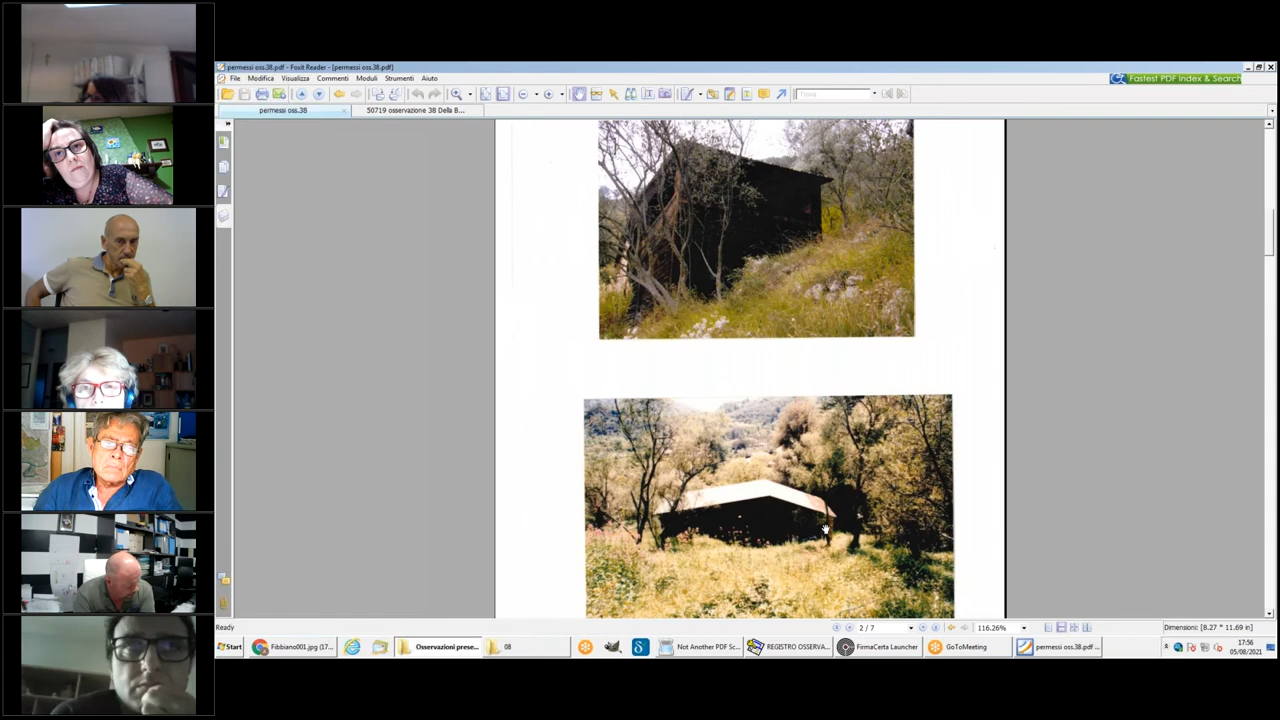 permessi oss.38.pdf - Foxit Reader - [permessi oss.38.pdf]
File Modifica Visualizza Commenti Moduli Strumenti Aiuto
Fastest PDF Index & Search
Trova
permessi oss.38 50719 osservazione 38 Della B...
Ready
2 / 7
116.26%
Dimensioni: [8.27 * 11.69 in]
Start
Fibbiano001.jpg (17...
Osservazioni prese...
08
Not Another PDF Sc...
REGISTRO OSSERVA...
FirmaCerta Launcher
GoToMeeting
permessi oss....
17:56
05/08/2021